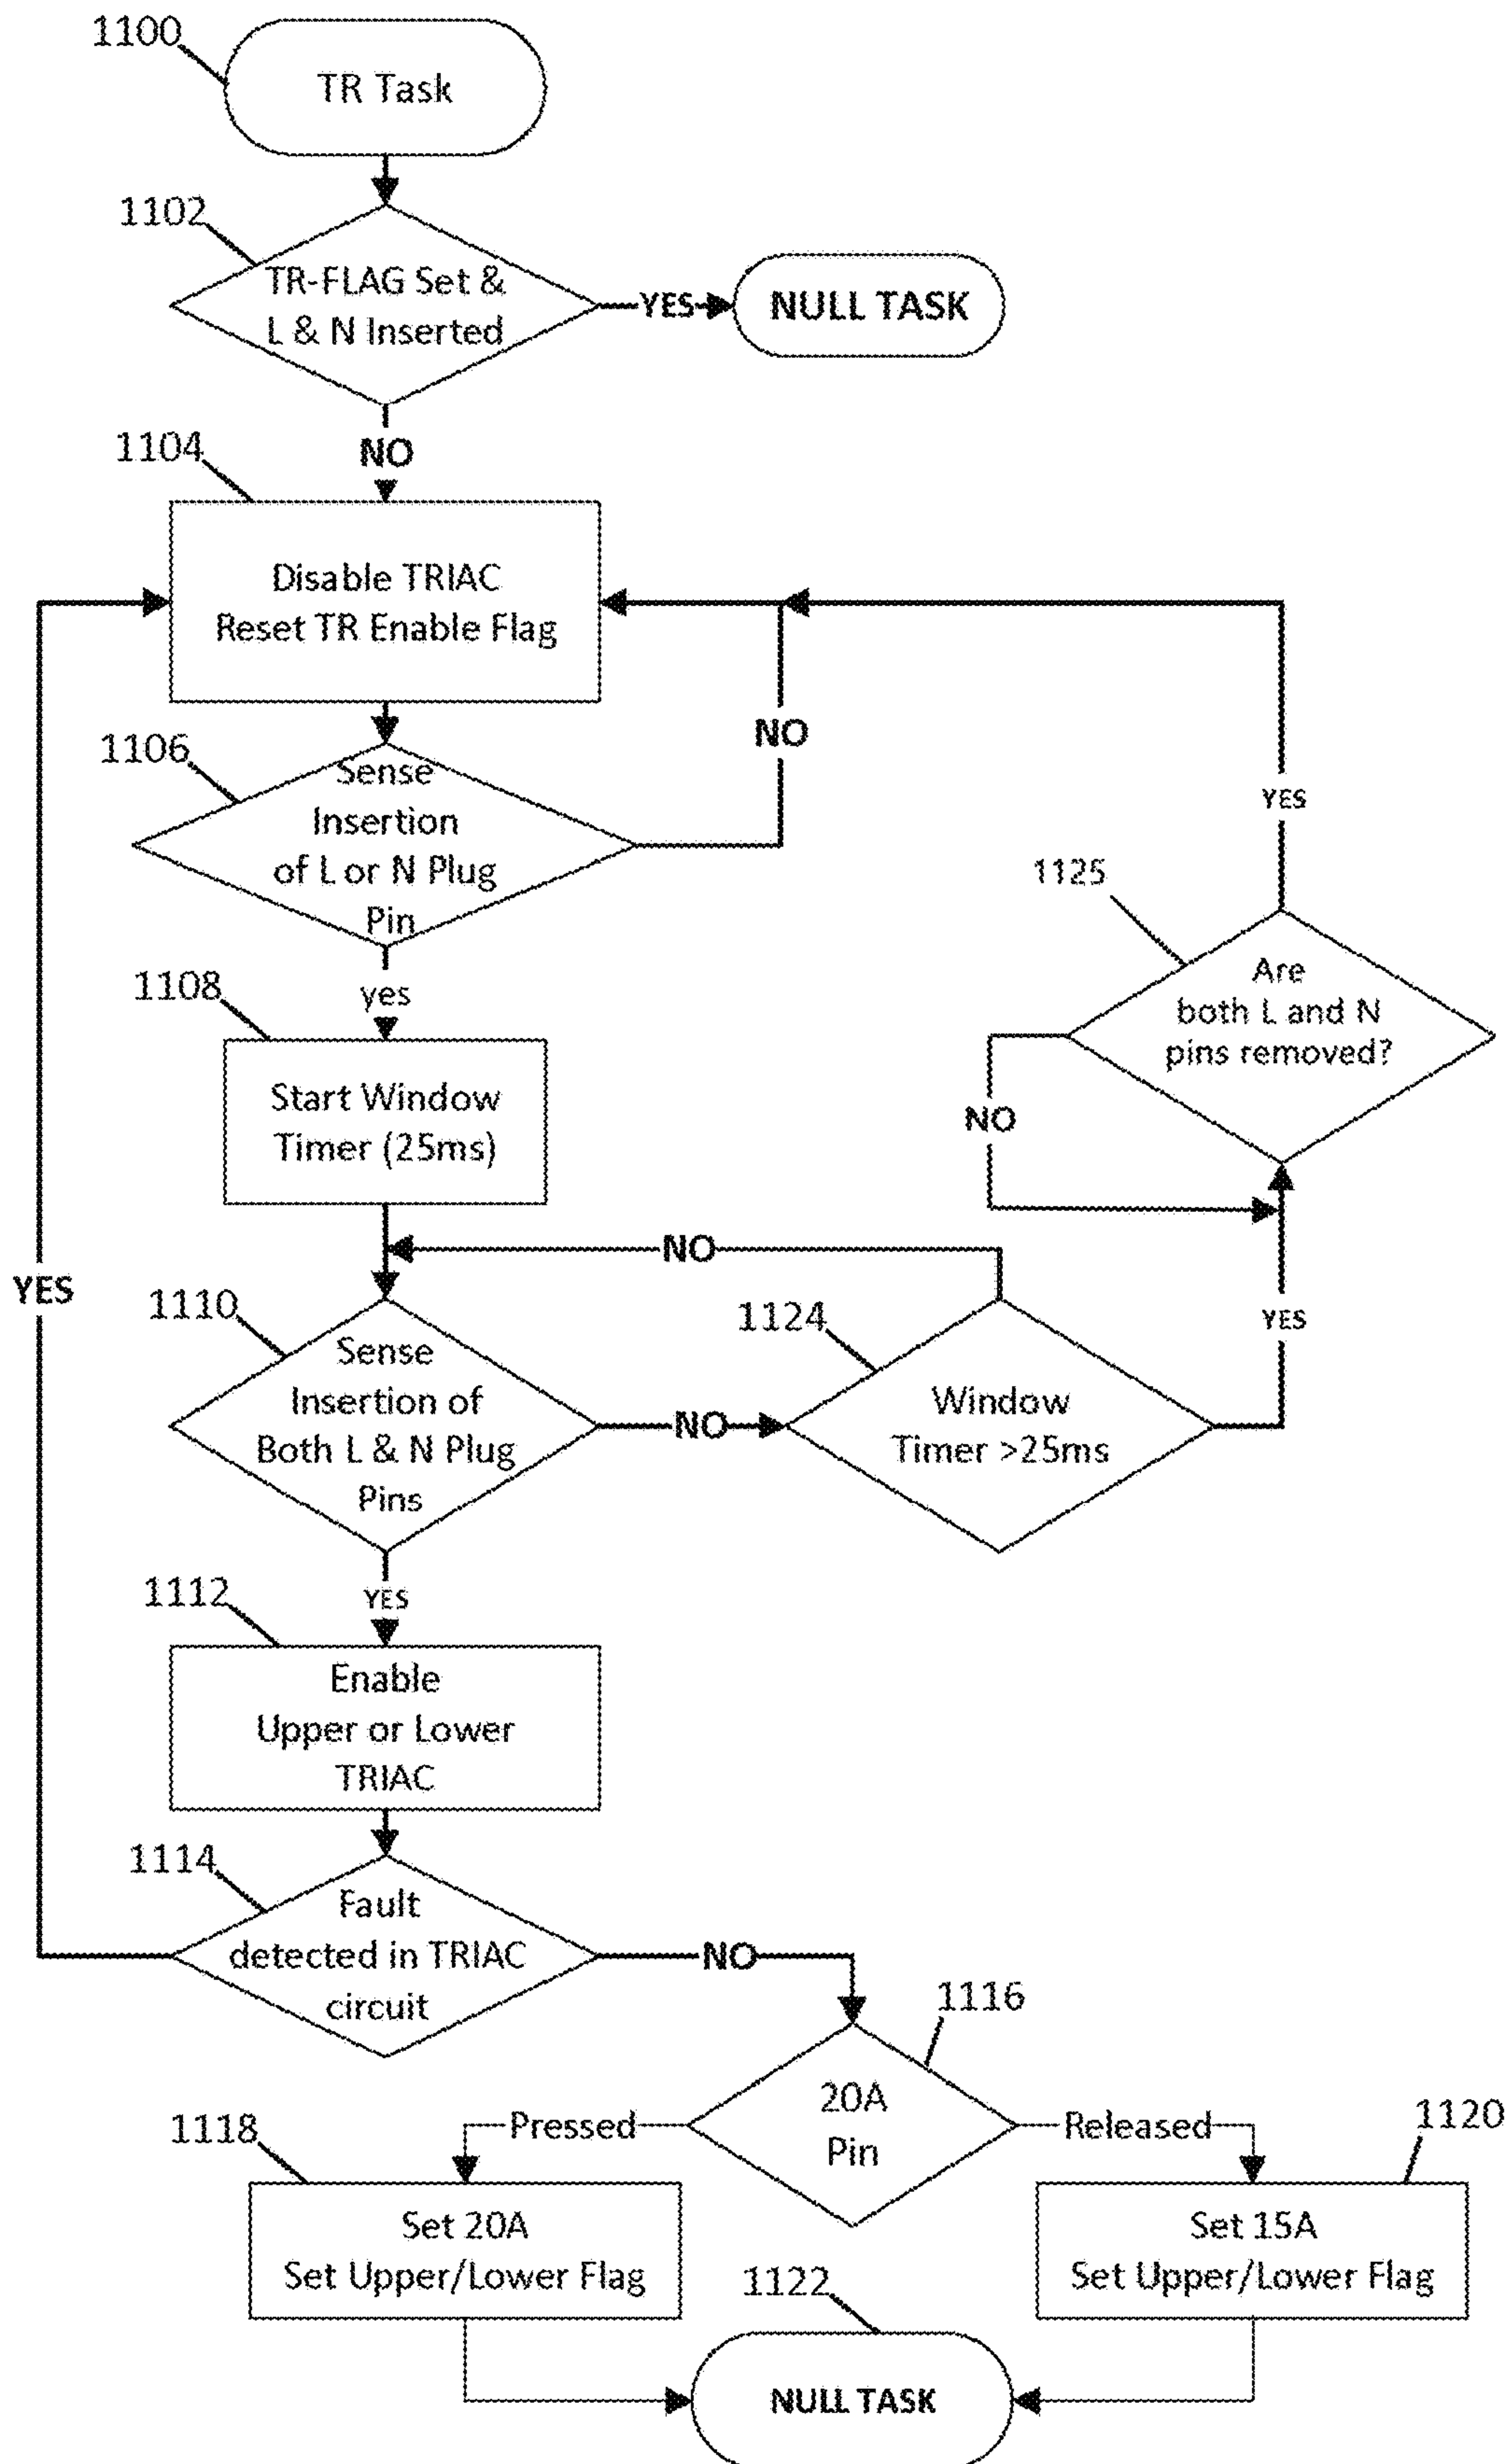 1100
TR Task
1102
TR-FLAG Set &
L & N Inserted
YES
NULL TASK
NO
1104
Disable TRIAC
Reset TR Enable Flag
NO
1106
Sense
Insertion
of L or N Plug
Pin
YES
1125
Are
both L and N
pins removed?
NO
yes
1108
Start Window
Timer (25ms)
NO
YES
YES
1110
Sense
Insertion of
Both L & N Plug
Pins
NO
1124
Window
Timer >25ms
YES
1112
Enable
Upper or Lower
TRIAC
1114
Fault
detected in TRIAC
circuit
NO
1116
20A
Pin
Pressed
Released
1118
Set 20A
Set Upper/Lower Flag
1120
Set 15A
Set Upper/Lower Flag
1122
NULL TASK